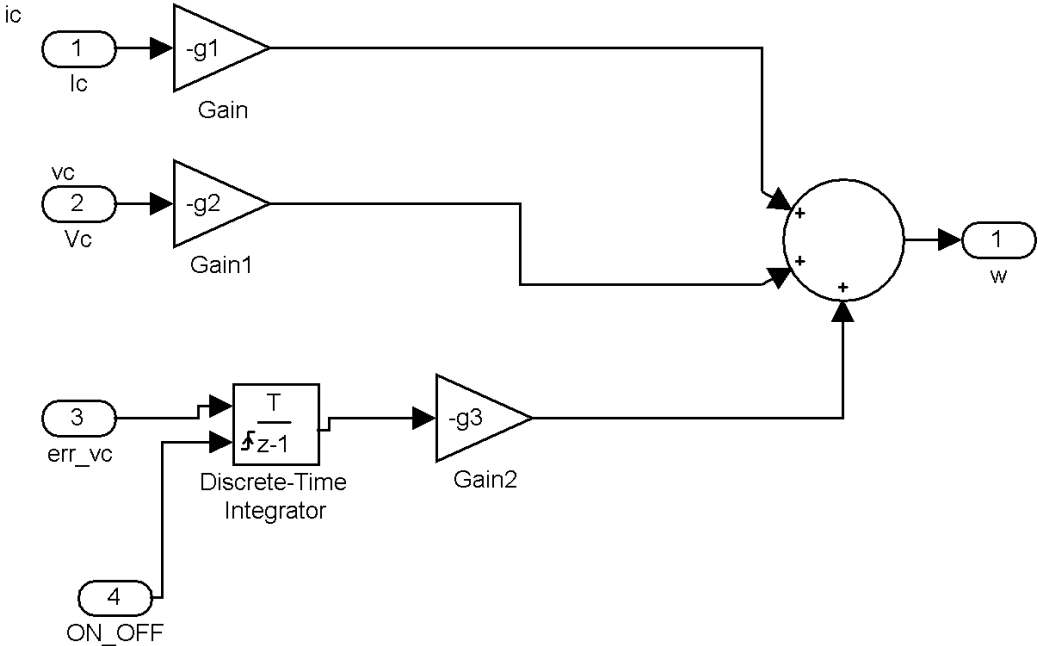 ic
1
Ic
-g1
Gain
vc
2
Vc
-g2
Gain1
+
+
+
1
w
3
err_vc
T
z-1
Discrete-Time
Integrator
-g3
Gain2
4
ON_OFF